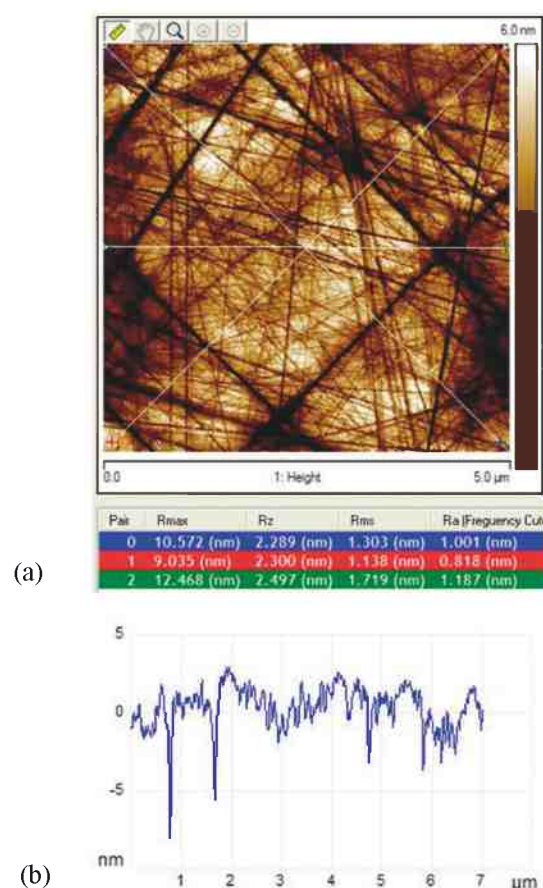 6.0 nm
0.0 1: Height 5.0 µm
Pair Rmax Rz Rms Ra (Freguency Cut
0 10.572 (nm) 2.289 (nm) 1.303 (nm) 1.001 (nm)
1 9.035 (nm) 2.300 (nm) 1.138 (nm) 0.818 (nm)
2 12.468 (nm) 2.497 (nm) 1.719 (nm) 1.187 (nm)
(a)
5
0
-5
nm
1 2 3 4 5 6 7 µm
(b)